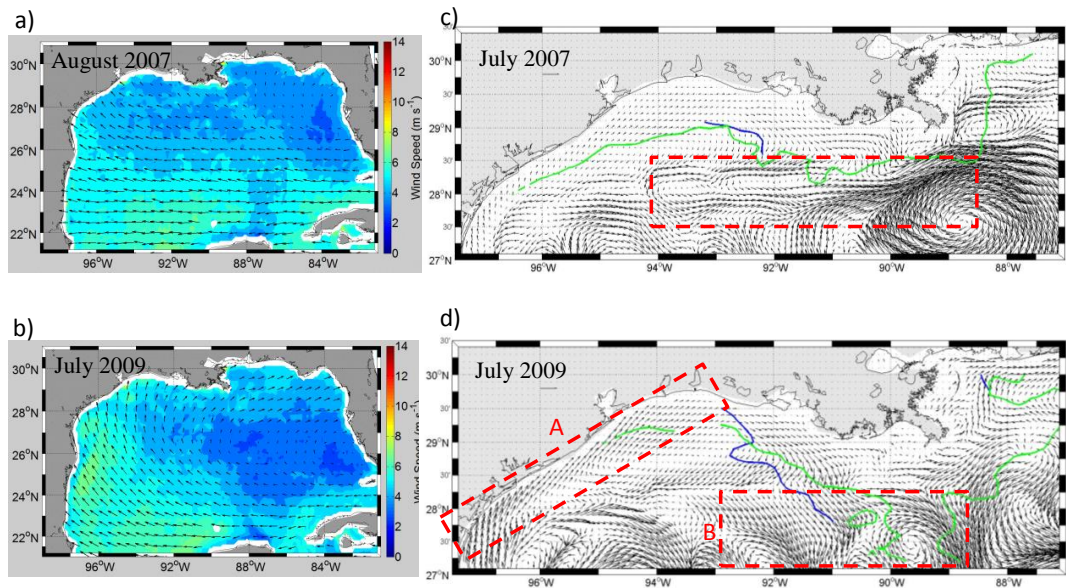 a)
August 2007
30°N
28°N
26°N
24°N
22°N
96°W
92°W
88°W
84°W
14
12
10
8
6
4
2
0
Wind Speed (m s⁻¹)
c)
July 2007
30'
30°N
30'
29°N
30'
28°N
30'
27°N
96°W
94°W
92°W
90°W
88°W
b)
July 2009
30°N
28°N
26°N
24°N
22°N
96°W
92°W
88°W
84°W
14
12
10
8
6
4
2
0
Wind Speed (m s⁻¹)
d)
July 2009
A
B
30'
30°N
30'
29°N
30'
28°N
30'
27°N
96°W
94°W
92°W
90°W
88°W